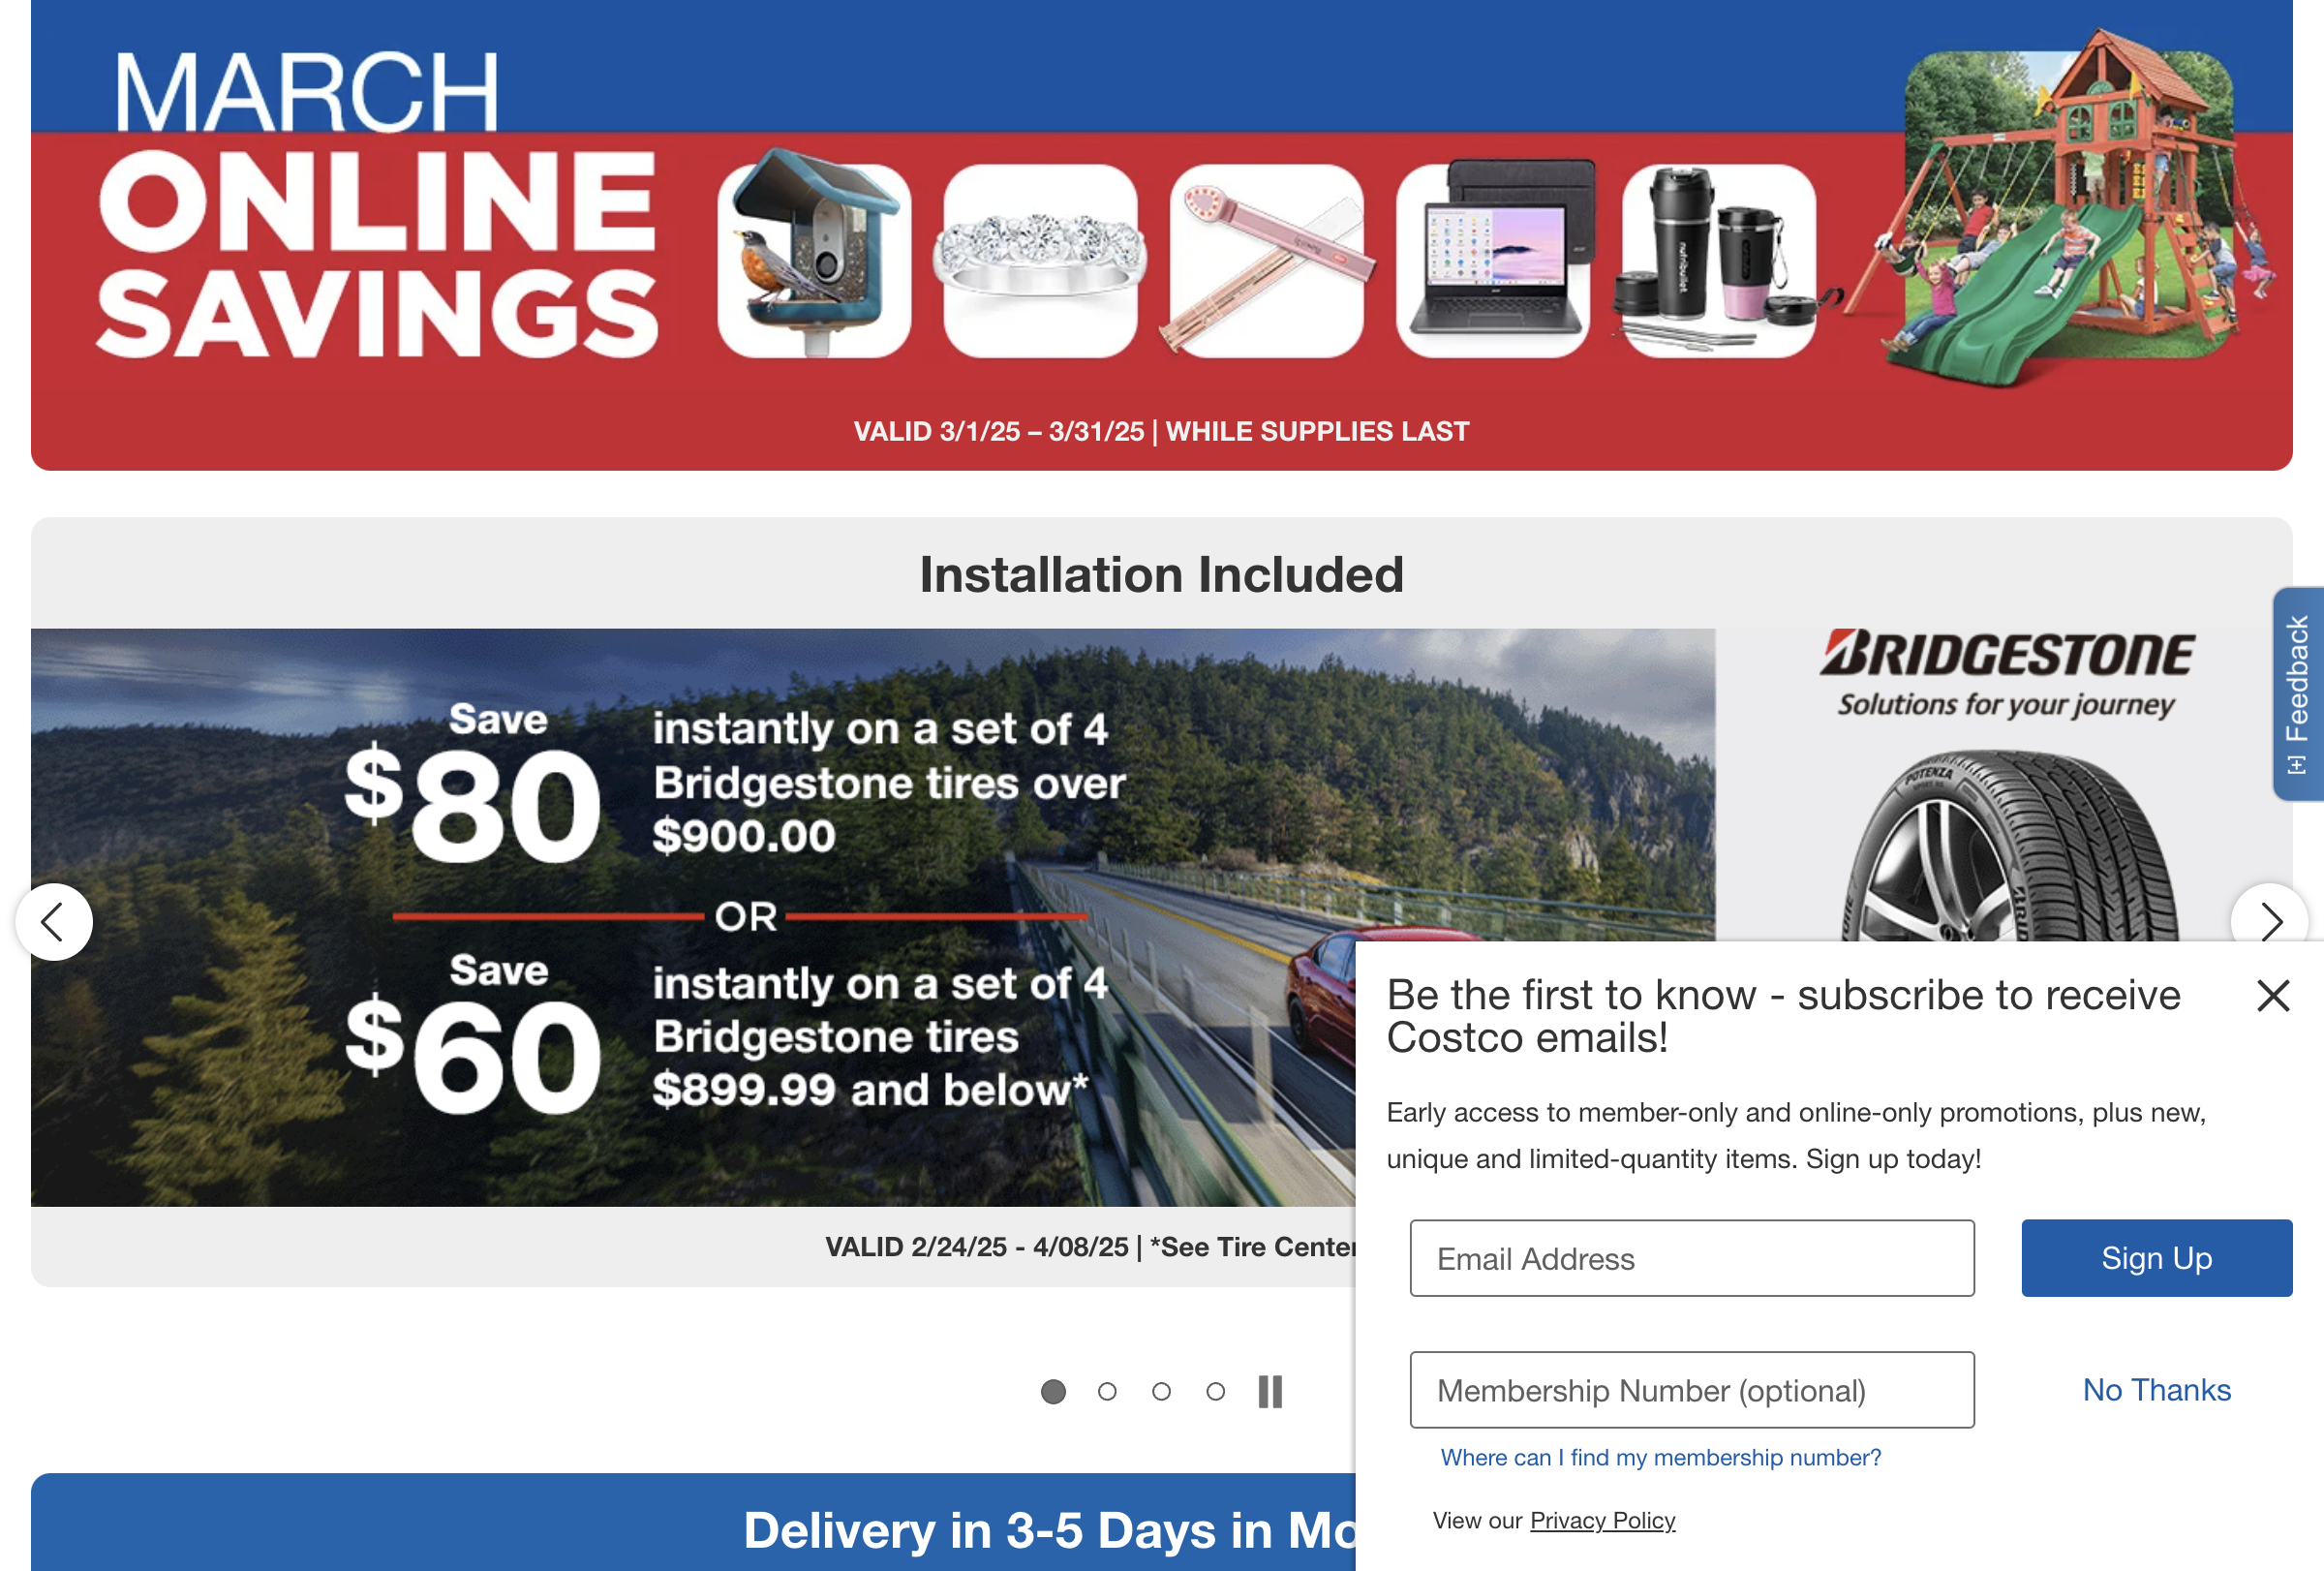 MARCH
ONLINE
SAVINGS
nutribullet
VALID 3/1/25 – 3/31/25 | WHILE SUPPLIES LAST
Installation Included
Save
$80
instantly on a set of 4
Bridgestone tires over
$900.00
OR
Save
$60
instantly on a set of 4
Bridgestone tires
$899.99 and below*
BRIDGESTONE
Solutions for your journey
POTENZA
[+] Feedback
VALID 2/24/25 - 4/08/25 | *See Tire Center
Be the first to know - subscribe to receive
Costco emails!
Early access to member-only and online-only promotions, plus new,
unique and limited-quantity items. Sign up today!
Email Address
Sign Up
Membership Number (optional)
No Thanks
Where can I find my membership number?
View our Privacy Policy
Delivery in 3-5 Days in Mo